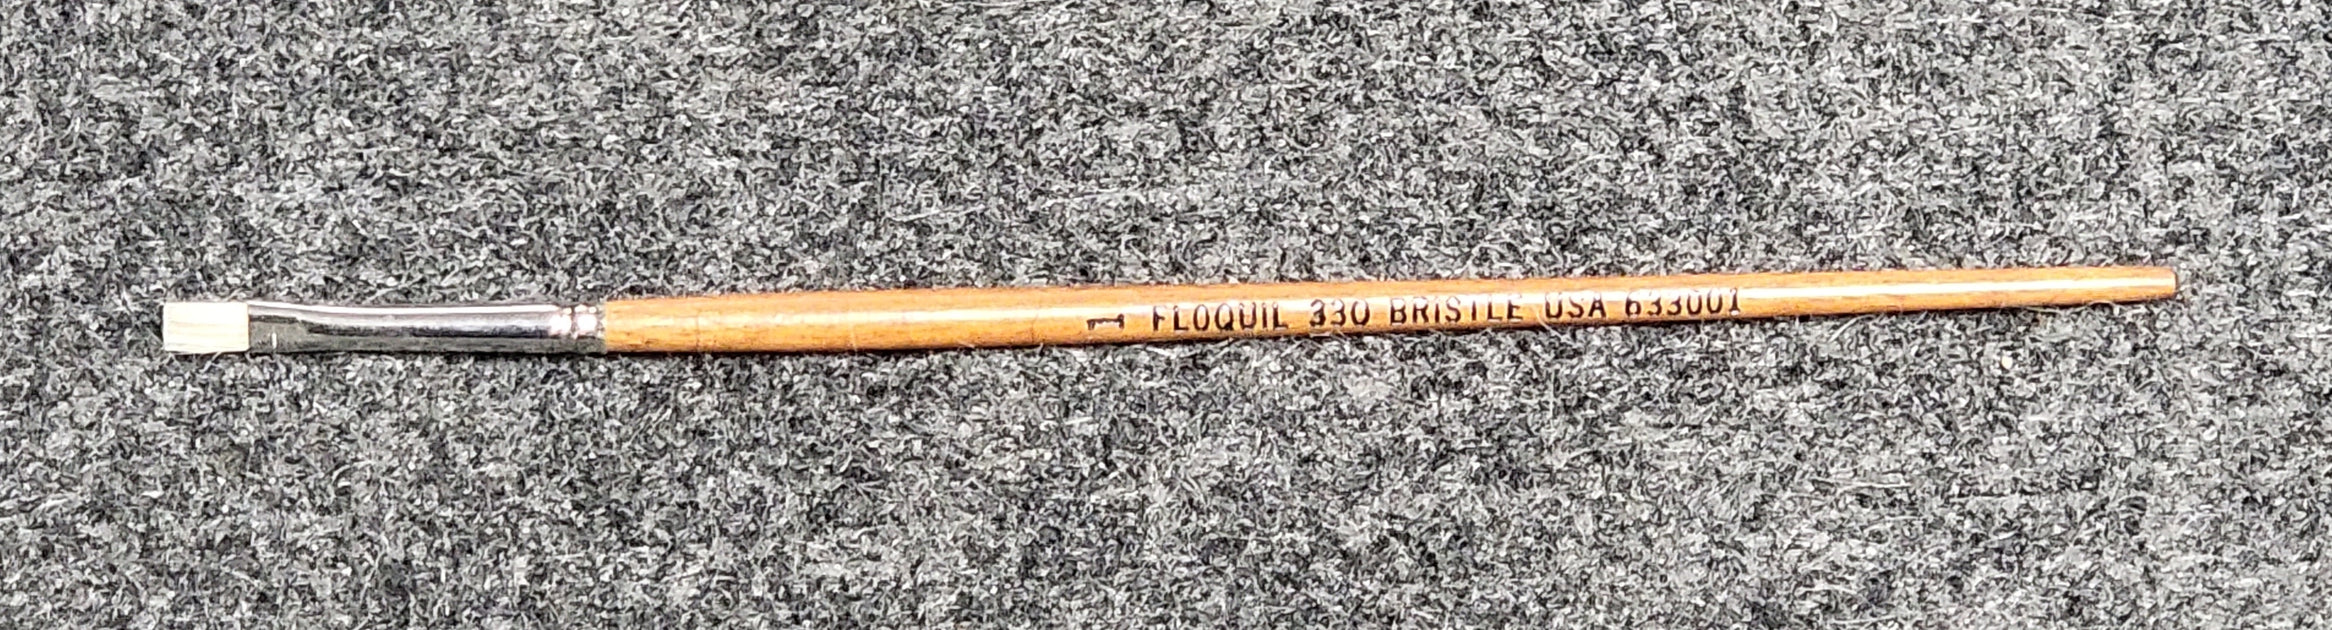 1 FLOQUIL 330 BRISTLE USA 633001